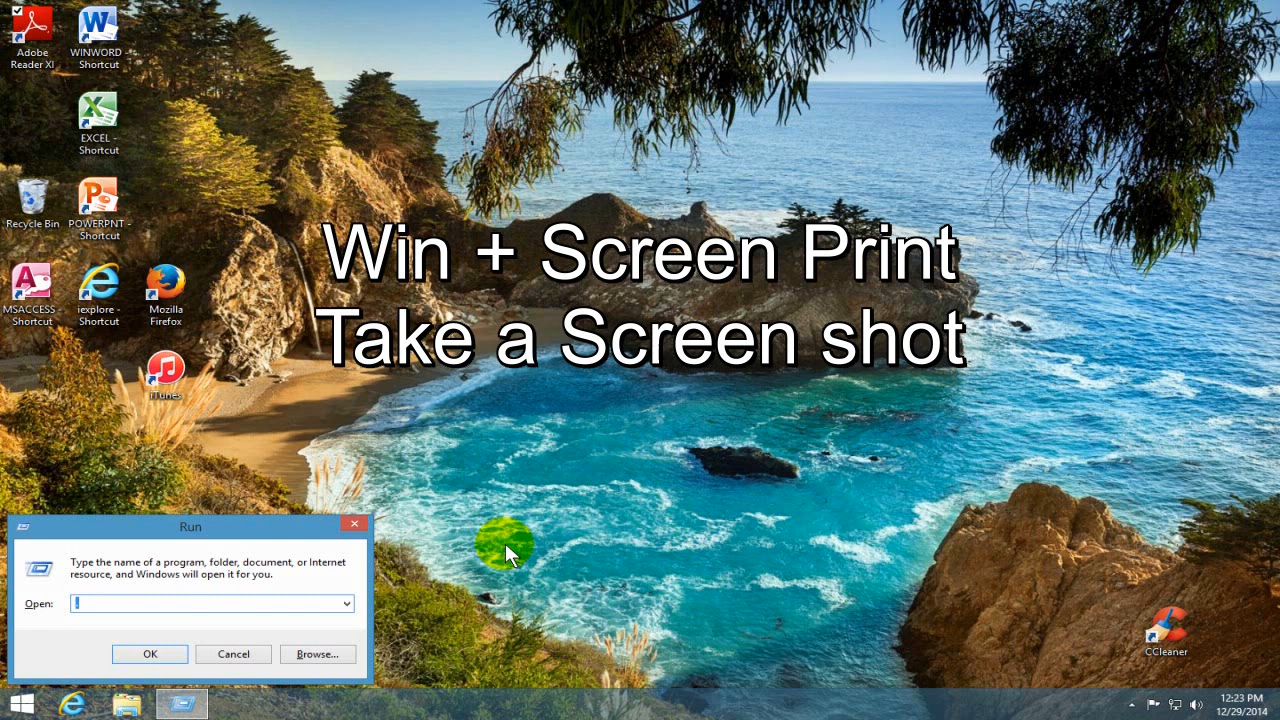 Adobe
Reader XI
WINWORD -
Shortcut
EXCEL -
Shortcut
Recycle Bin
POWERPNT -
Shortcut
MSACCESS -
Shortcut
iexplore -
Shortcut
Mozilla
Firefox
iTunes
Win + Screen Print
Take a Screen shot
Run
Type the name of a program, folder, document, or Internet
resource, and Windows will open it for you.
Open:
OK
Cancel
Browse...
CCleaner
12:23 PM
12/29/2014